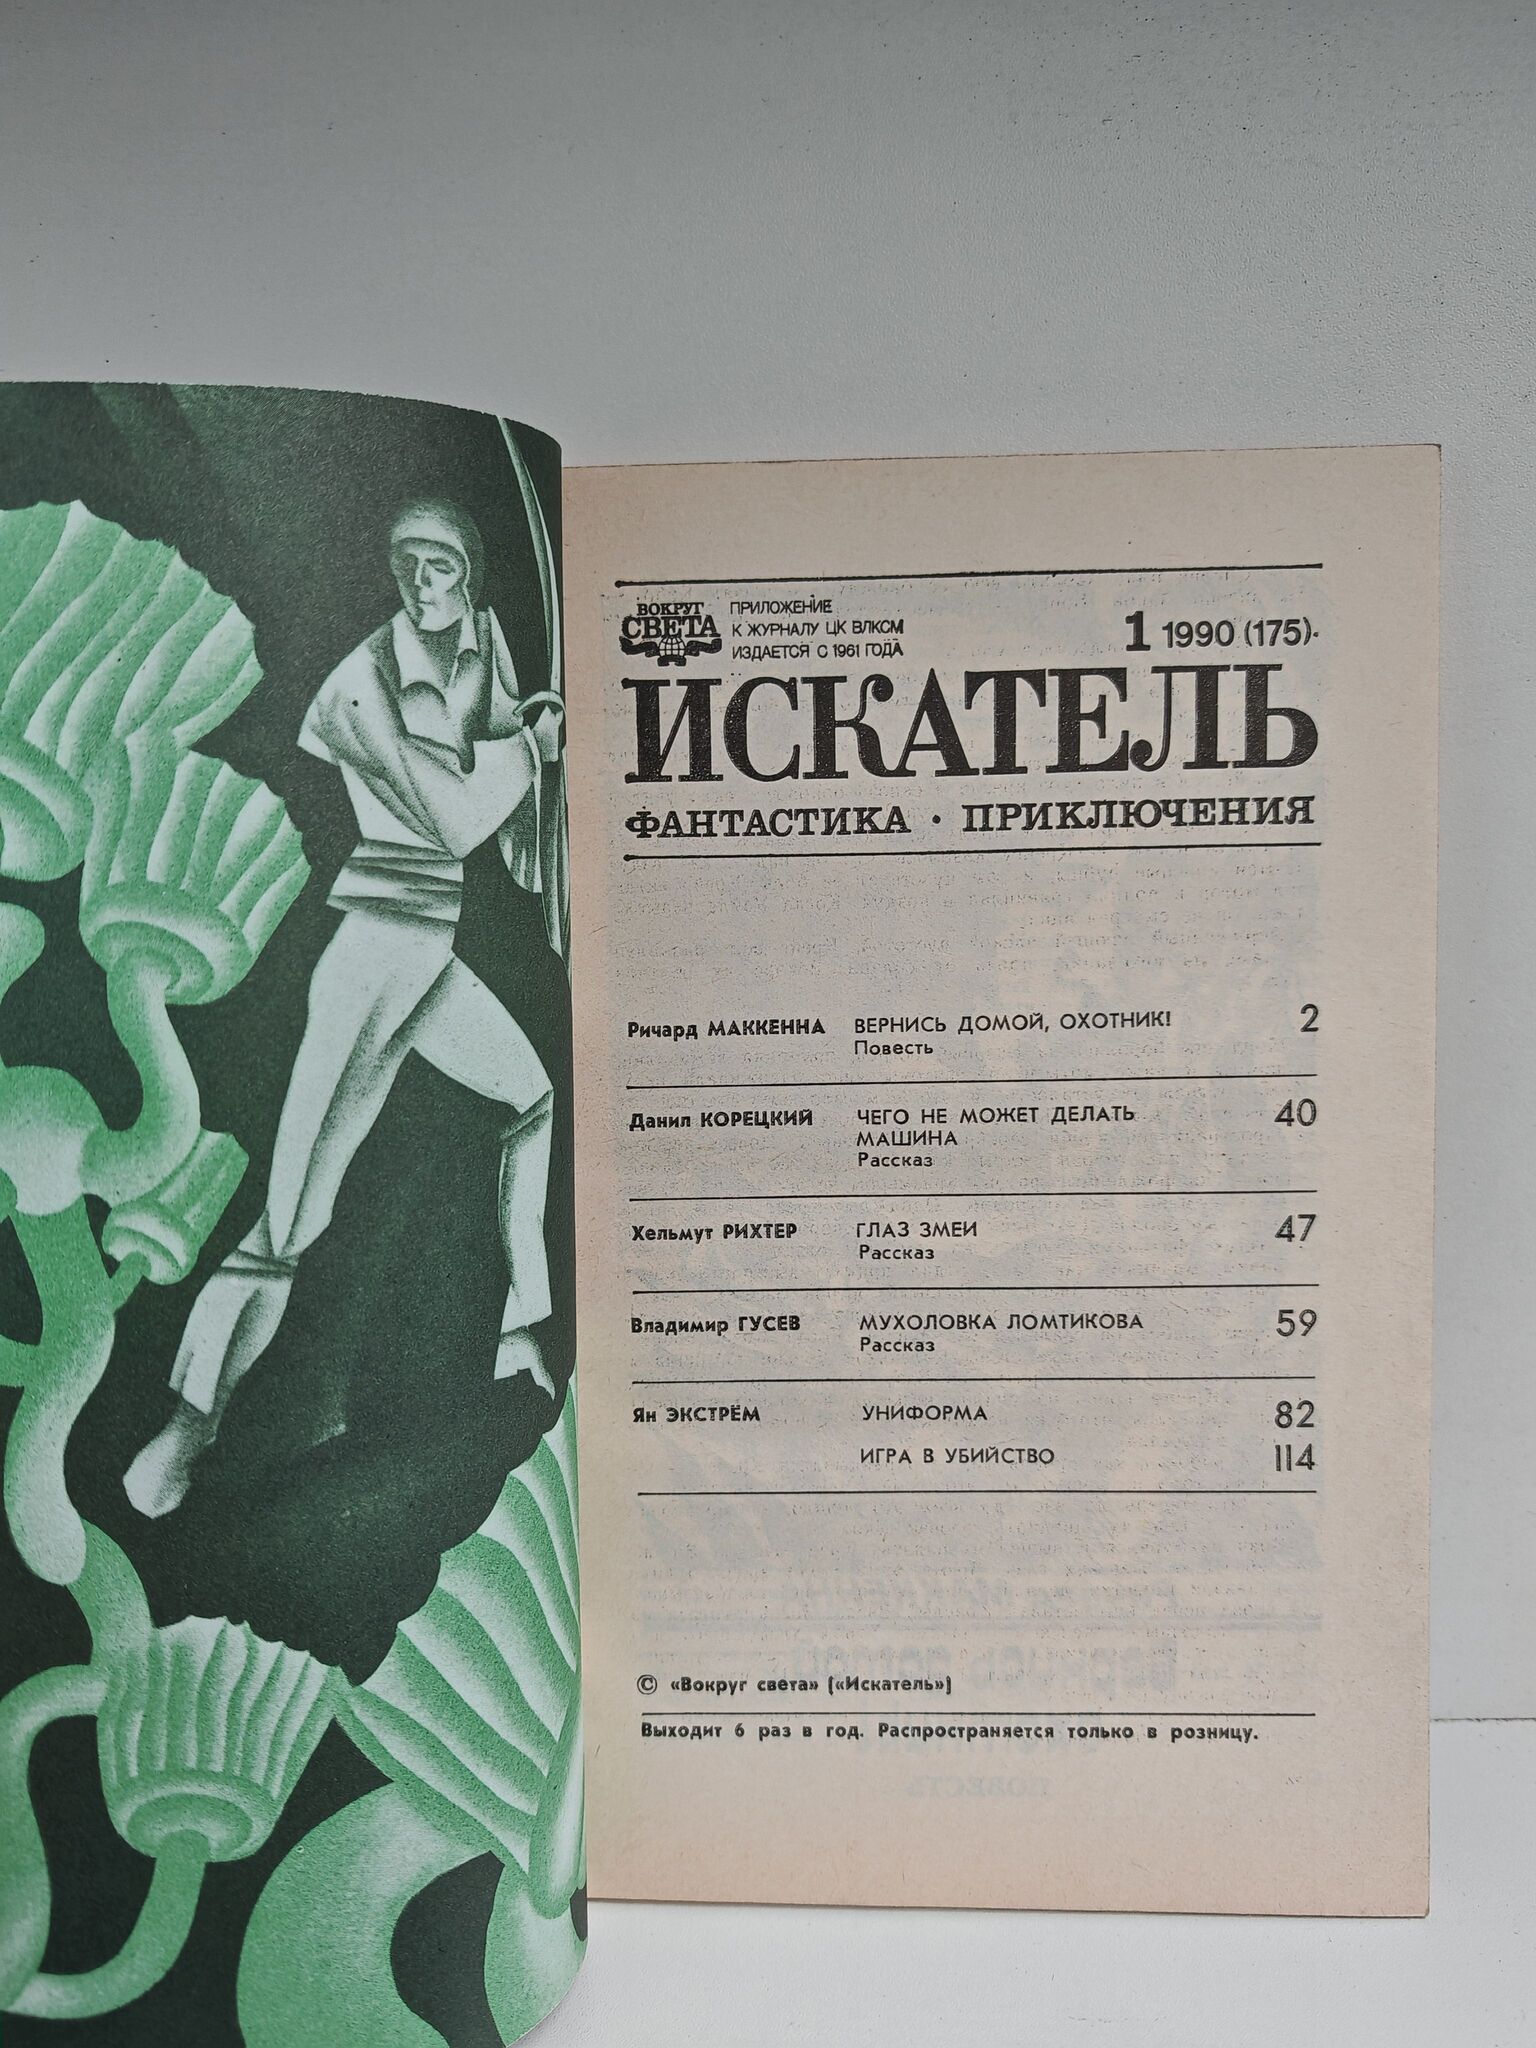 ВОКРУГ
СВЕТА
ПРИЛОЖЕНИЕ
К ЖУРНАЛУ ЦК ВЛКСМ
ИЗДАЕТСЯ С 1961 ГОДА
1 1990 (175)
ИСКАТЕЛЬ
ФАНТАСТИКА · ПРИКЛЮЧЕНИЯ
Ричард МАККЕННА ВЕРНИСЬ ДОМОЙ, ОХОТНИК! 2
Повесть
Данил КОРЕЦКИЙ ЧЕГО НЕ МОЖЕТ ДЕЛАТЬ 40
МАШИНА
Рассказ
Хельмут РИХТЕР ГЛАЗ ЗМЕИ 47
Рассказ
Владимир ГУСЕВ МУХОЛОВКА ЛОМТИКОВА 59
Рассказ
Ян ЭКСТРЁМ УНИФОРМА 82
ИГРА В УБИЙСТВО 114
© «Вокруг света» («Искатель»)
Выходит 6 раз в год. Распространяется только в розницу.